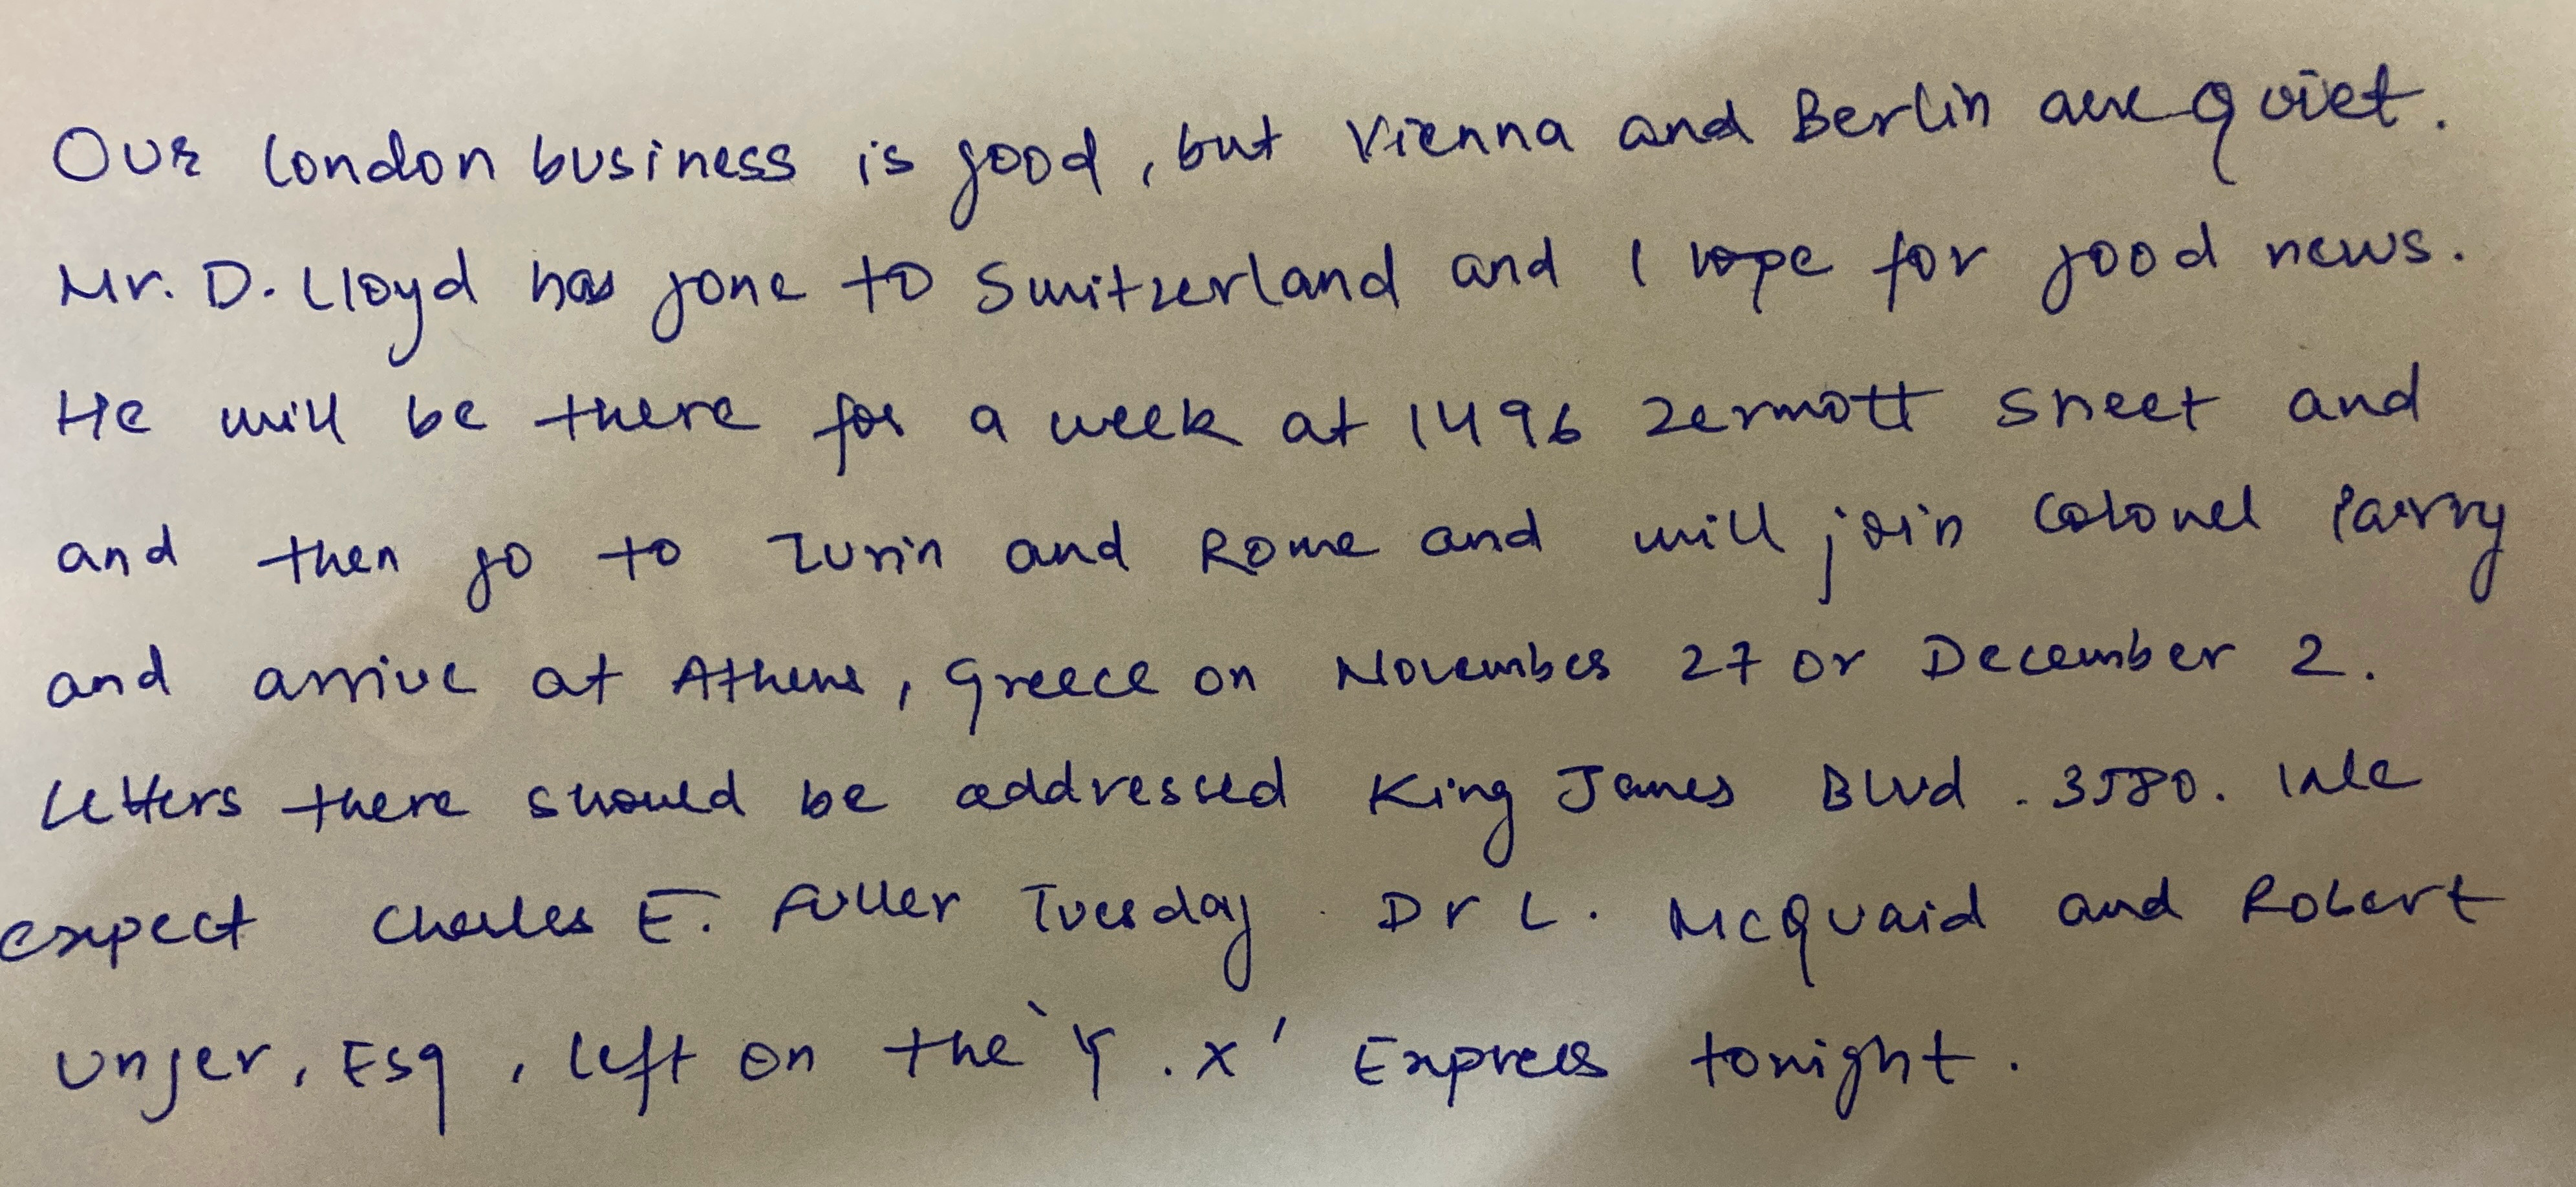 Our London business is good, but Vienna and Berlin are quiet.
Mr. D. Lloyd has gone to Switzerland and I hope for good news.
He will be there for a week at 1496 Zermott Street and
and then go to Turin and Rome and will join Colonel Parry
and arrive at Athens, Greece on November 27 or December 2.
Letters there should be addressed King James Blvd. 3580. We
expect Charles E. Fuller Tuesday. Dr L. McQuaid and Robert
Unger, Esq, left on the 'Y.X' Express tonight.